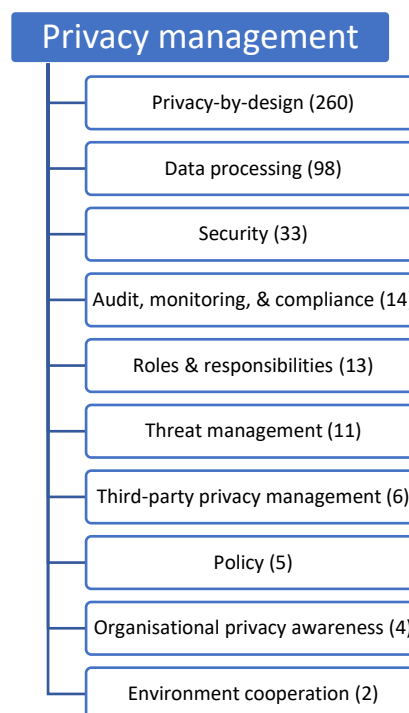 Privacy management
Privacy-by-design (260)
Data processing (98)
Security (33)
Audit, monitoring, & compliance (14)
Roles & responsibilities (13)
Threat management (11)
Third-party privacy management (6)
Policy (5)
Organisational privacy awareness (4)
Environment cooperation (2)